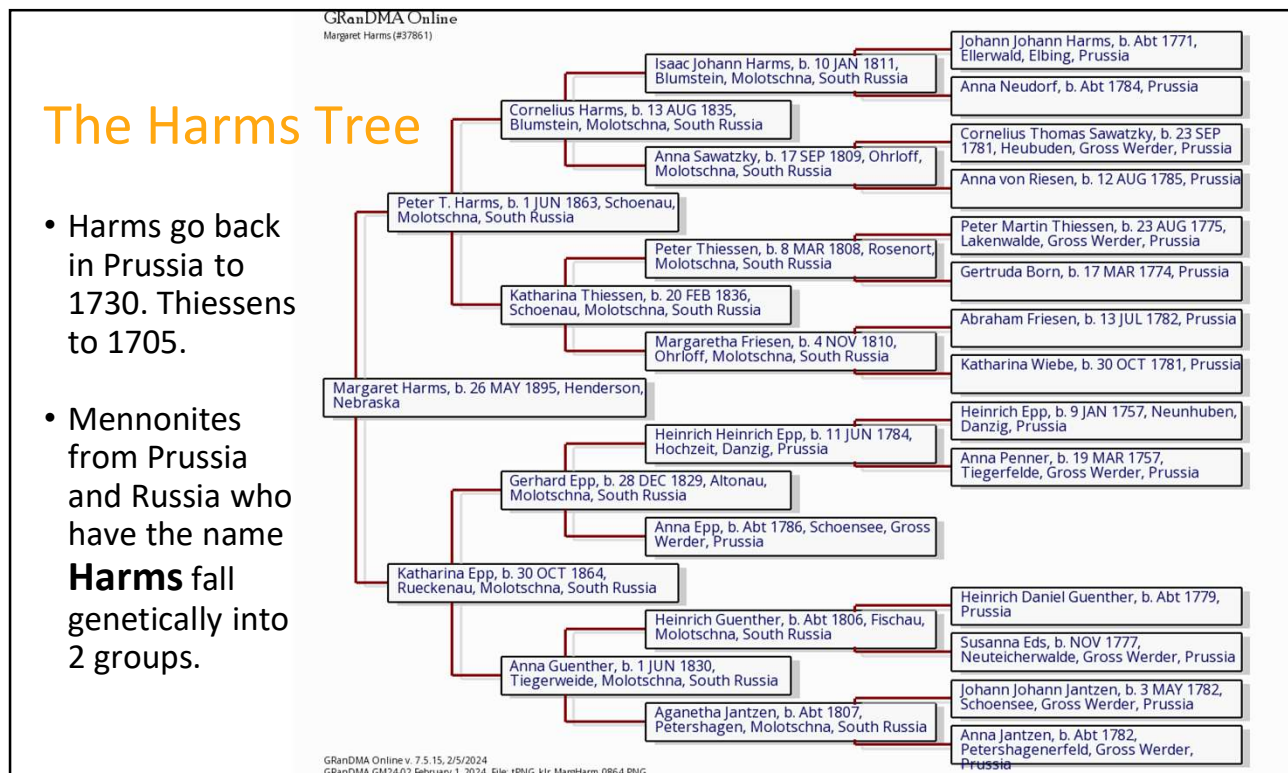 GRanDMA Online
Margaret Harms (#37861)
The Harms Tree
• Harms go back
in Prussia to
1730. Thiessens
to 1705.
• Mennonites
from Prussia
and Russia who
have the name
Harms fall
genetically into
2 groups.
Margaret Harms, b. 26 MAY 1895, Henderson,
Nebraska
Peter T. Harms, b. 1 JUN 1863, Schoenau,
Molotschna, South Russia
Katharina Epp, b. 30 OCT 1864,
Rueckenau, Molotschna, South Russia
Cornelius Harms, b. 13 AUG 1835,
Blumstein, Molotschna, South Russia
Katharina Thiessen, b. 20 FEB 1836,
Schoenau, Molotschna, South Russia
Gerhard Epp, b. 28 DEC 1829, Altonau,
Molotschna, South Russia
Anna Guenther, b. 1 JUN 1830,
Tiegerweide, Molotschna, South Russia
Isaac Johann Harms, b. 10 JAN 1811,
Blumstein, Molotschna, South Russia
Anna Sawatzky, b. 17 SEP 1809, Ohrloff,
Molotschna, South Russia
Peter Thiessen, b. 8 MAR 1808, Rosenort,
Molotschna, South Russia
Margaretha Friesen, b. 4 NOV 1810,
Ohrloff, Molotschna, South Russia
Heinrich Heinrich Epp, b. 11 JUN 1784,
Hochzeit, Danzig, Prussia
Anna Epp, b. Abt 1786, Schoensee, Gross
Werder, Prussia
Heinrich Guenther, b. Abt 1806, Fischau,
Molotschna, South Russia
Aganetha Jantzen, b. Abt 1807,
Petershagen, Molotschna, South Russia
Johann Johann Harms, b. Abt 1771,
Ellerwald, Elbing, Prussia
Anna Neudorf, b. Abt 1784, Prussia
Cornelius Thomas Sawatzky, b. 23 SEP
1781, Heubuden, Gross Werder, Prussia
Anna von Riesen, b. 12 AUG 1785, Prussia
Peter Martin Thiessen, b. 23 AUG 1775,
Lakenwalde, Gross Werder, Prussia
Gertruda Born, b. 17 MAR 1774, Prussia
Abraham Friesen, b. 13 JUL 1782, Prussia
Katharina Wiebe, b. 30 OCT 1781, Prussia
Heinrich Epp, b. 9 JAN 1757, Neunhuben,
Danzig, Prussia
Anna Penner, b. 19 MAR 1757,
Tiegerfelde, Gross Werder, Prussia
Heinrich Daniel Guenther, b. Abt 1779,
Prussia
Susanna Eds, b. NOV 1777,
Neuteicherwalde, Gross Werder, Prussia
Johann Johann Jantzen, b. 3 MAY 1782,
Schoensee, Gross Werder, Prussia
Anna Jantzen, b. Abt 1782,
Petershagenerfeld, Gross Werder,
Prussia
GRanDMA Online v. 7.5.15, 2/5/2024
GRanDMA GM24.02 February 1, 2024. File: